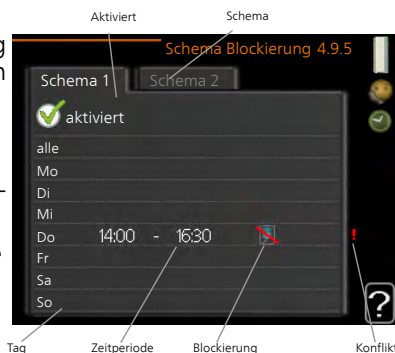 Aktiviert
Schema
g
n
Schema Blockierung 4.9.5
Schema 1
Schema 2
aktiviert
alle
Mo
Di
Mi
Do 14:00 - 16:30 !
Fr
Sa
So
?
Tag
Zeitperiode
Blockierung
Konflikt